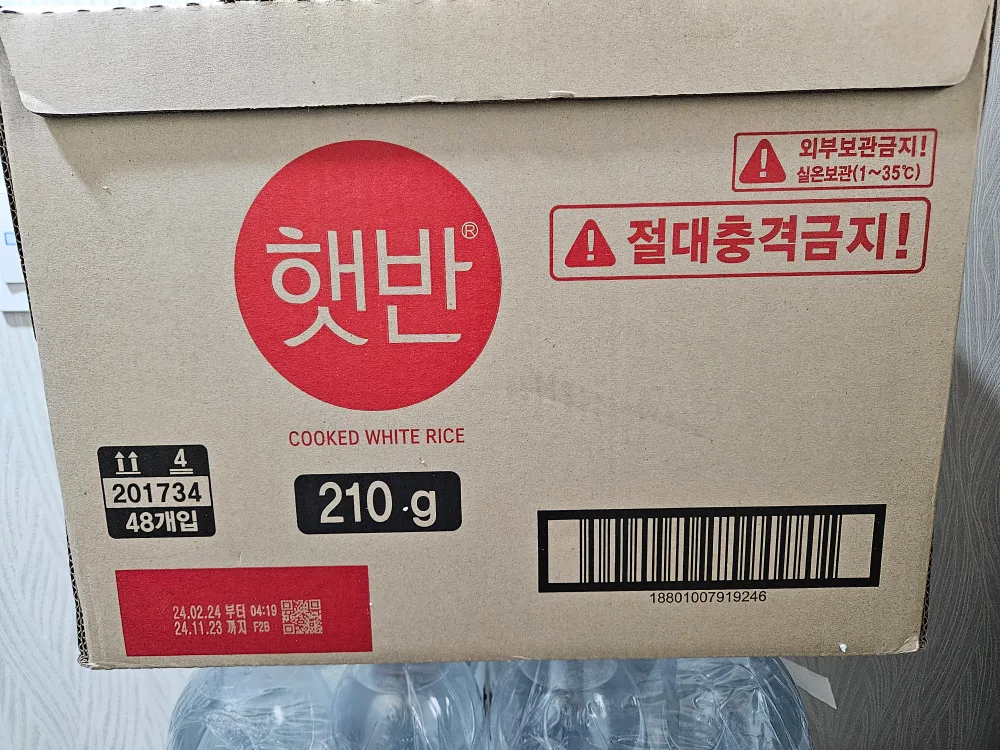 외부보관금지!
실온보관(1~35℃)
절대충격금지!
햇반®
COOKED WHITE RICE
4
201734
48개입
210 g
18801007919246
24.02.24 부터 04:19
24.11.23 까지 F2B